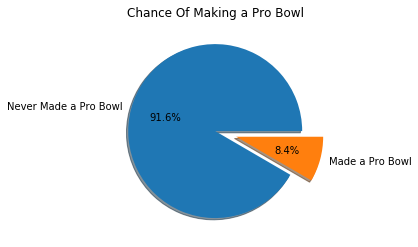 Chance Of Making a Pro Bowl
Never Made a Pro Bowl
91.6%
8.4%
Made a Pro Bowl